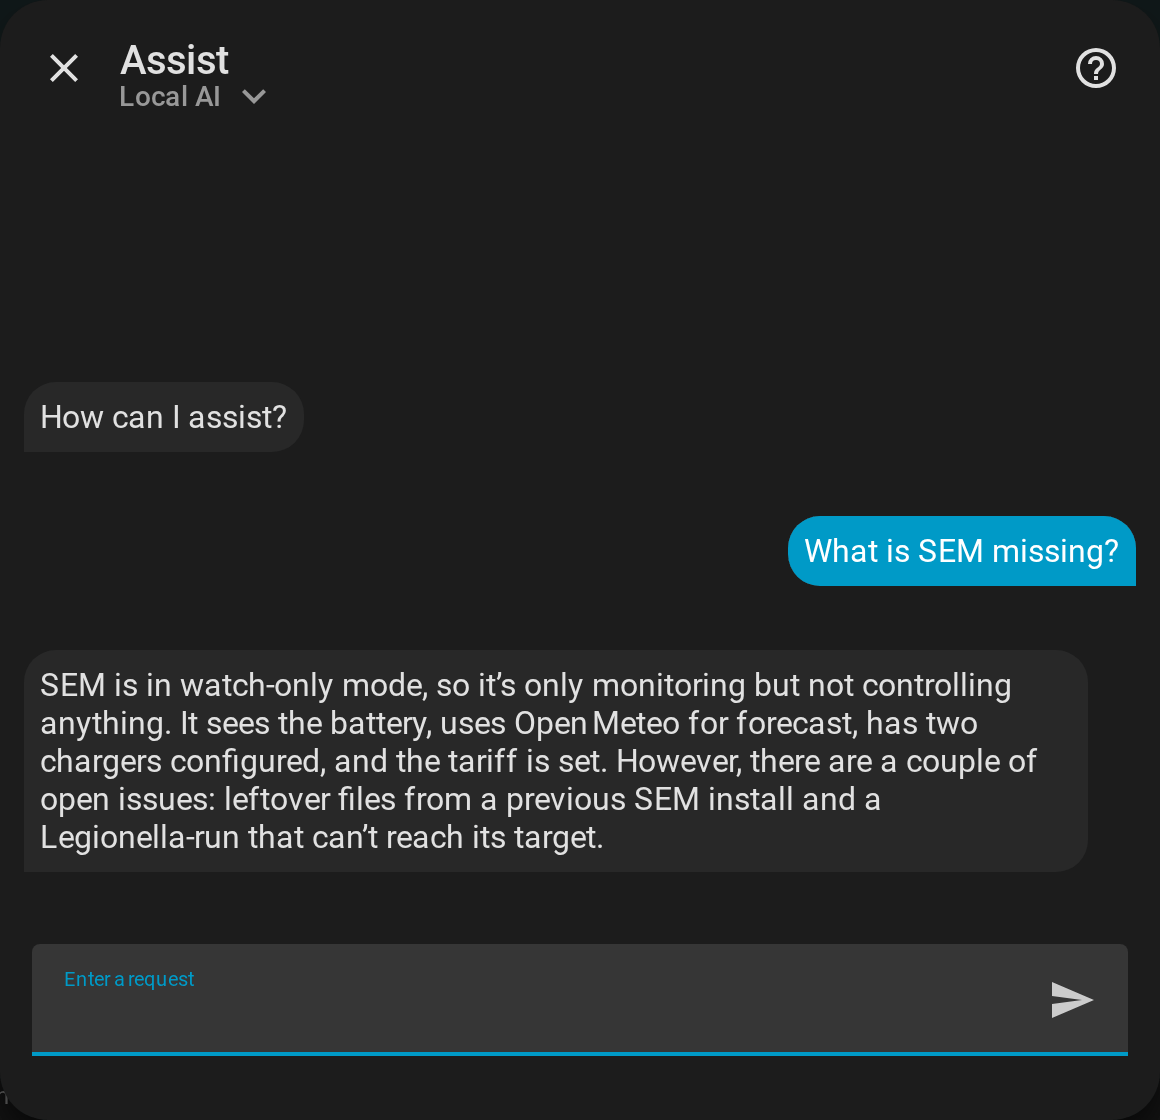 Assist
Local AI
How can I assist?
What is SEM missing?
SEM is in watch-only mode, so it’s only monitoring but not controlling
anything. It sees the battery, uses Open Meteo for forecast, has two
chargers configured, and the tariff is set. However, there are a couple of
open issues: leftover files from a previous SEM install and a
Legionella-run that can’t reach its target.
Enter a request